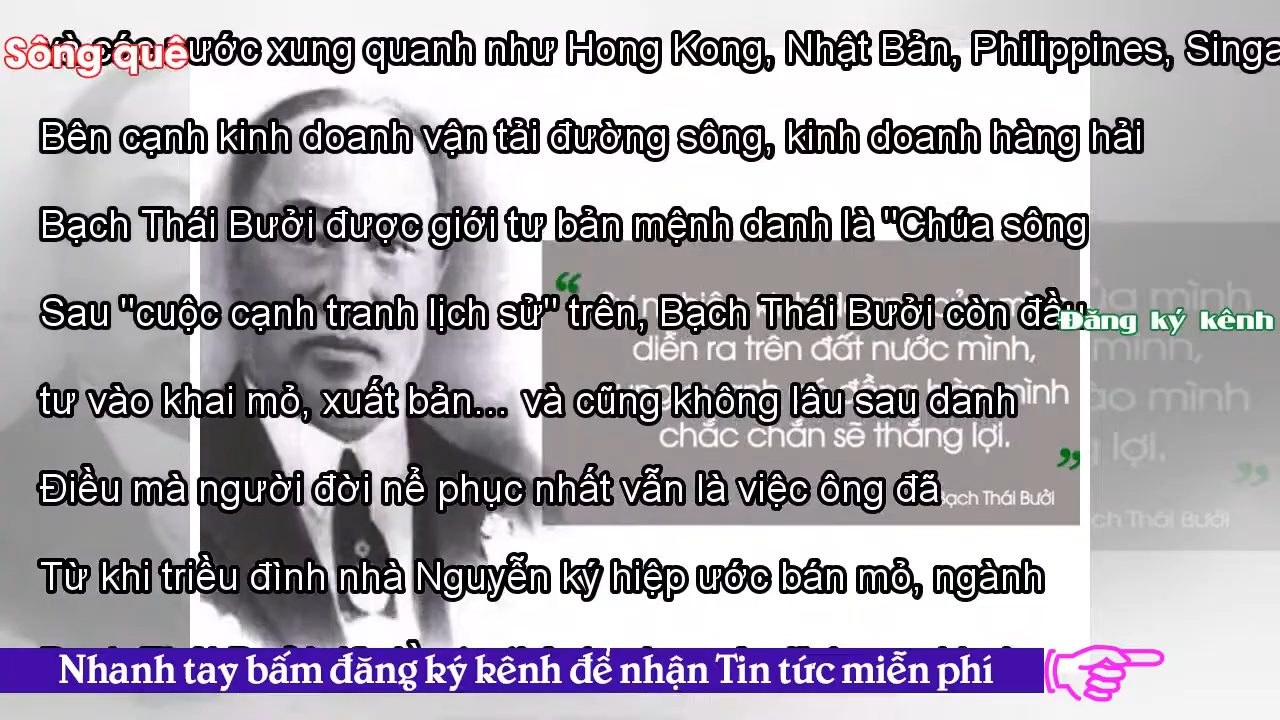 Sông quê
nước xung quanh như Hong Kong, Nhật Bản, Philippines, Singa
Bên cạnh kinh doanh vận tải đường sông, kinh doanh hàng hải
Bạch Thái Bưởi được giới tư bản mệnh danh là "Chúa sông
Sau "cuộc cạnh tranh lịch sử" trên, Bạch Thái Bưởi còn đầu
Đăng ký kênh
diễn ra trên đất nước mình,
tư vào khai mỏ, xuất bản... và cũng không lâu sau danh
chắc chắn sẽ thắng lợi.
Điều mà người đời nể phục nhất vẫn là việc ông đã
Bạch Thái Bưởi
Từ khi triều đình nhà Nguyễn ký hiệp ước bán mỏ, ngành
Nhanh tay bấm đăng ký kênh để nhận Tin tức miễn phí